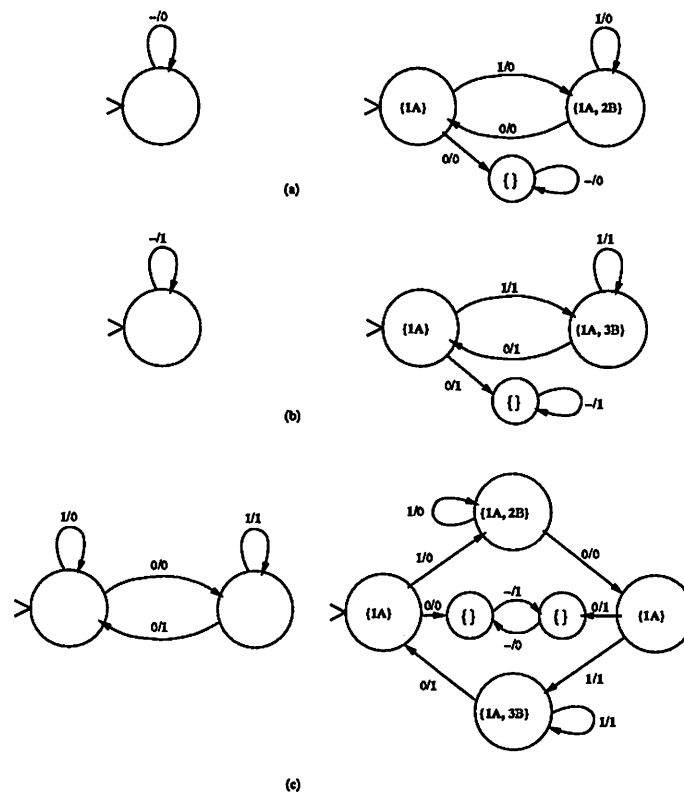 –/0
1/0
1/0
{1A}
{1A, 2B}
0/0
0/0
{ }
–/0
(a)
–/1
1/1
1/1
{1A}
{1A, 3B}
0/1
0/1
{ }
–/1
(b)
1/0
1/1
0/0
0/1
1/0
{1A, 2B}
1/0
0/0
{1A}
0/0
{ }
–/1
–/0
{ }
0/1
{1A}
0/1
1/1
{1A, 3B}
1/1
(c)